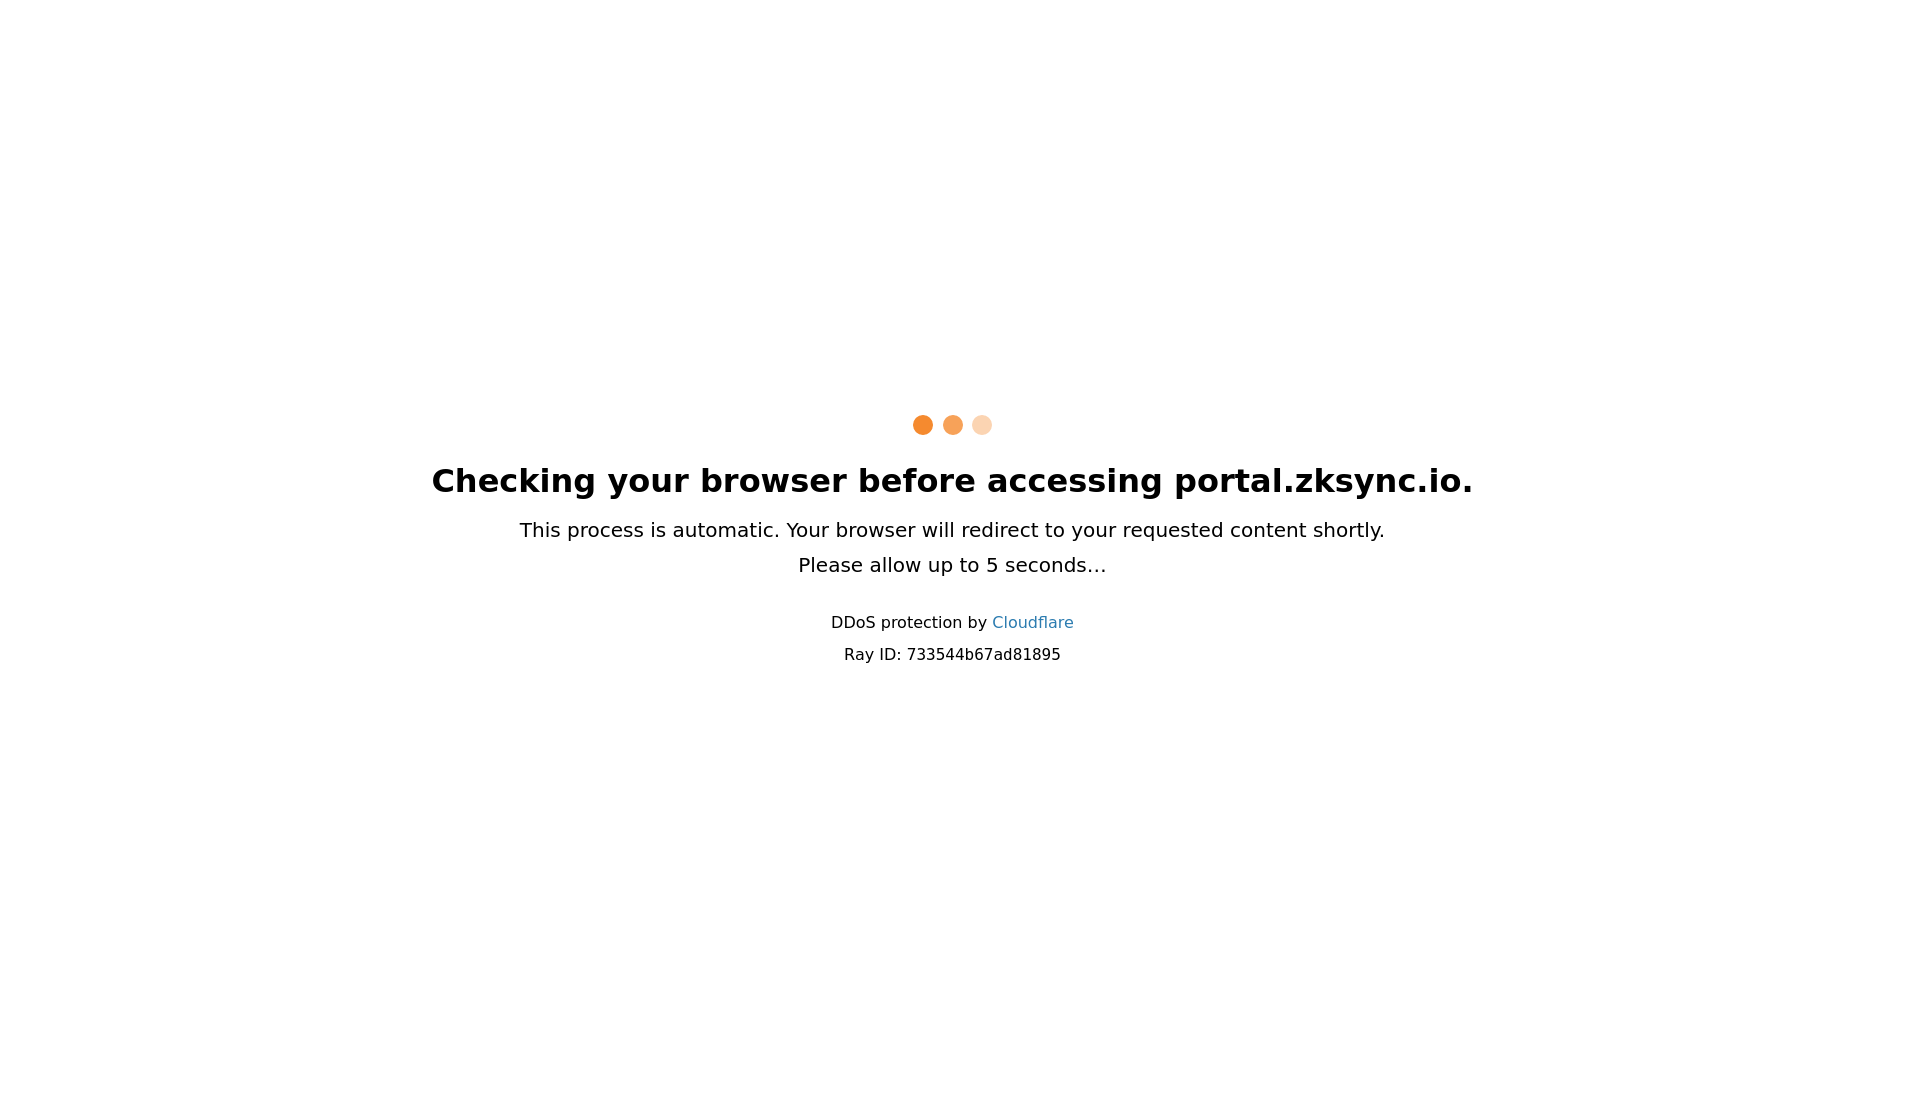 Checking your browser before accessing portal.zksync.io.
This process is automatic. Your browser will redirect to your requested content shortly.
Please allow up to 5 seconds…
DDoS protection by Cloudflare
Ray ID: 733544b67ad81895